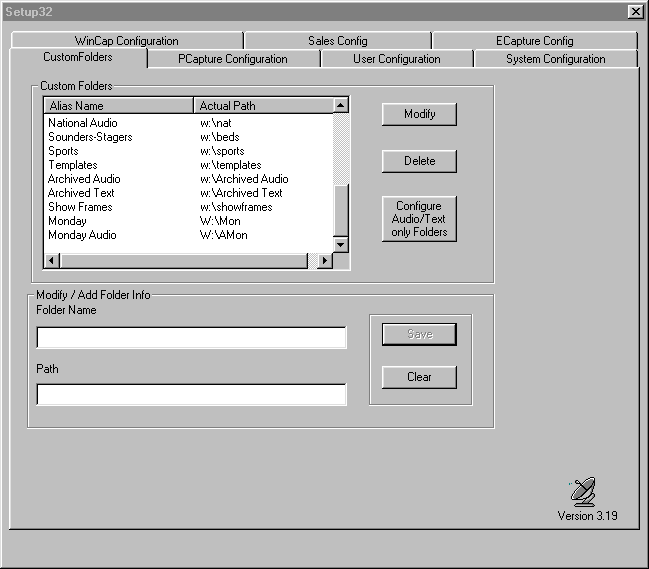 Setup32
WinCap Configuration Sales Config ECapture Config
CustomFolders PCapture Configuration User Configuration System Configuration
Custom Folders
Alias Name Actual Path
National Audio w:\nat
Sounders-Stagers w:\beds
Sports w:\sports
Templates w:\templates
Archived Audio w:\Archived Audio
Archived Text w:\Archived Text
Show Frames w:\showframes
Monday W:\Mon
Monday Audio W:\AMon
Modify
Delete
Configure
Audio/Text
only Folders
Modify / Add Folder Info
Folder Name
Path
Save
Clear
Version 3.19